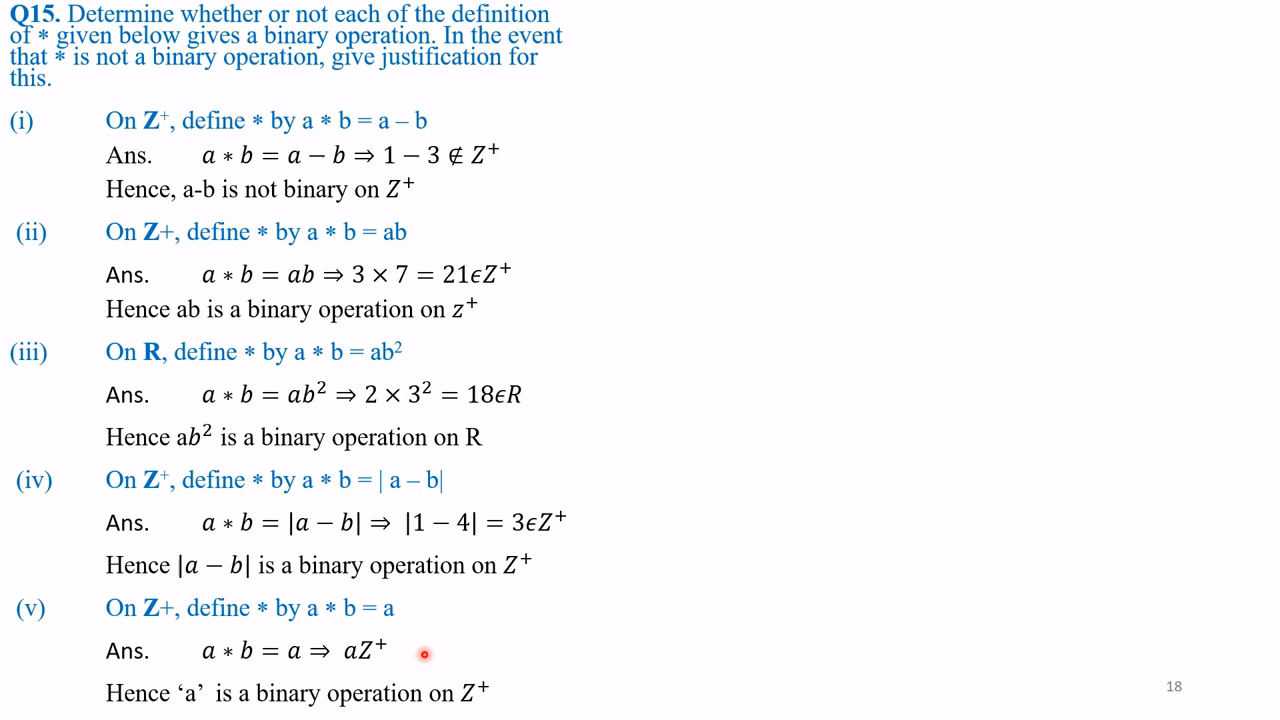 Q15. Determine whether or not each of the definition
of ∗ given below gives a binary operation. In the event
that ∗ is not a binary operation, give justification for
this.
(i) On Z⁺, define ∗ by a ∗ b = a – b
Ans. a ∗ b = a − b ⇒ 1 − 3 ∉ Z⁺
Hence, a-b is not binary on Z⁺
(ii) On Z+, define ∗ by a ∗ b = ab
Ans. a ∗ b = ab ⇒ 3 × 7 = 21ϵZ⁺
Hence ab is a binary operation on z⁺
(iii) On R, define ∗ by a ∗ b = ab²
Ans. a ∗ b = ab² ⇒ 2 × 3² = 18ϵR
Hence ab² is a binary operation on R
(iv) On Z⁺, define ∗ by a ∗ b = | a – b|
Ans. a ∗ b = |a − b| ⇒ |1 − 4| = 3ϵZ⁺
Hence |a − b| is a binary operation on Z⁺
(v) On Z+, define ∗ by a ∗ b = a
Ans. a ∗ b = a ⇒ aZ⁺
Hence ‘a’ is a binary operation on Z⁺
18